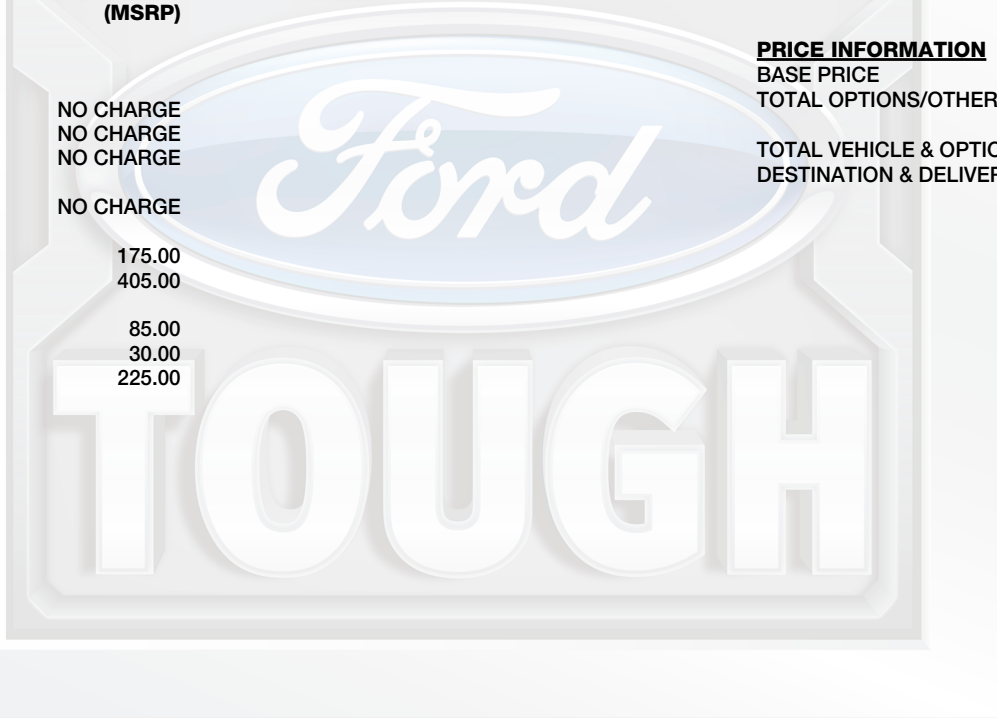 (MSRP)
NO CHARGE
NO CHARGE
NO CHARGE
NO CHARGE
175.00
405.00
85.00
30.00
225.00
PRICE INFORMATION
BASE PRICE
TOTAL OPTIONS/OTHER
TOTAL VEHICLE & OPTIO
DESTINATION & DELIVER
Ford
TOUGH